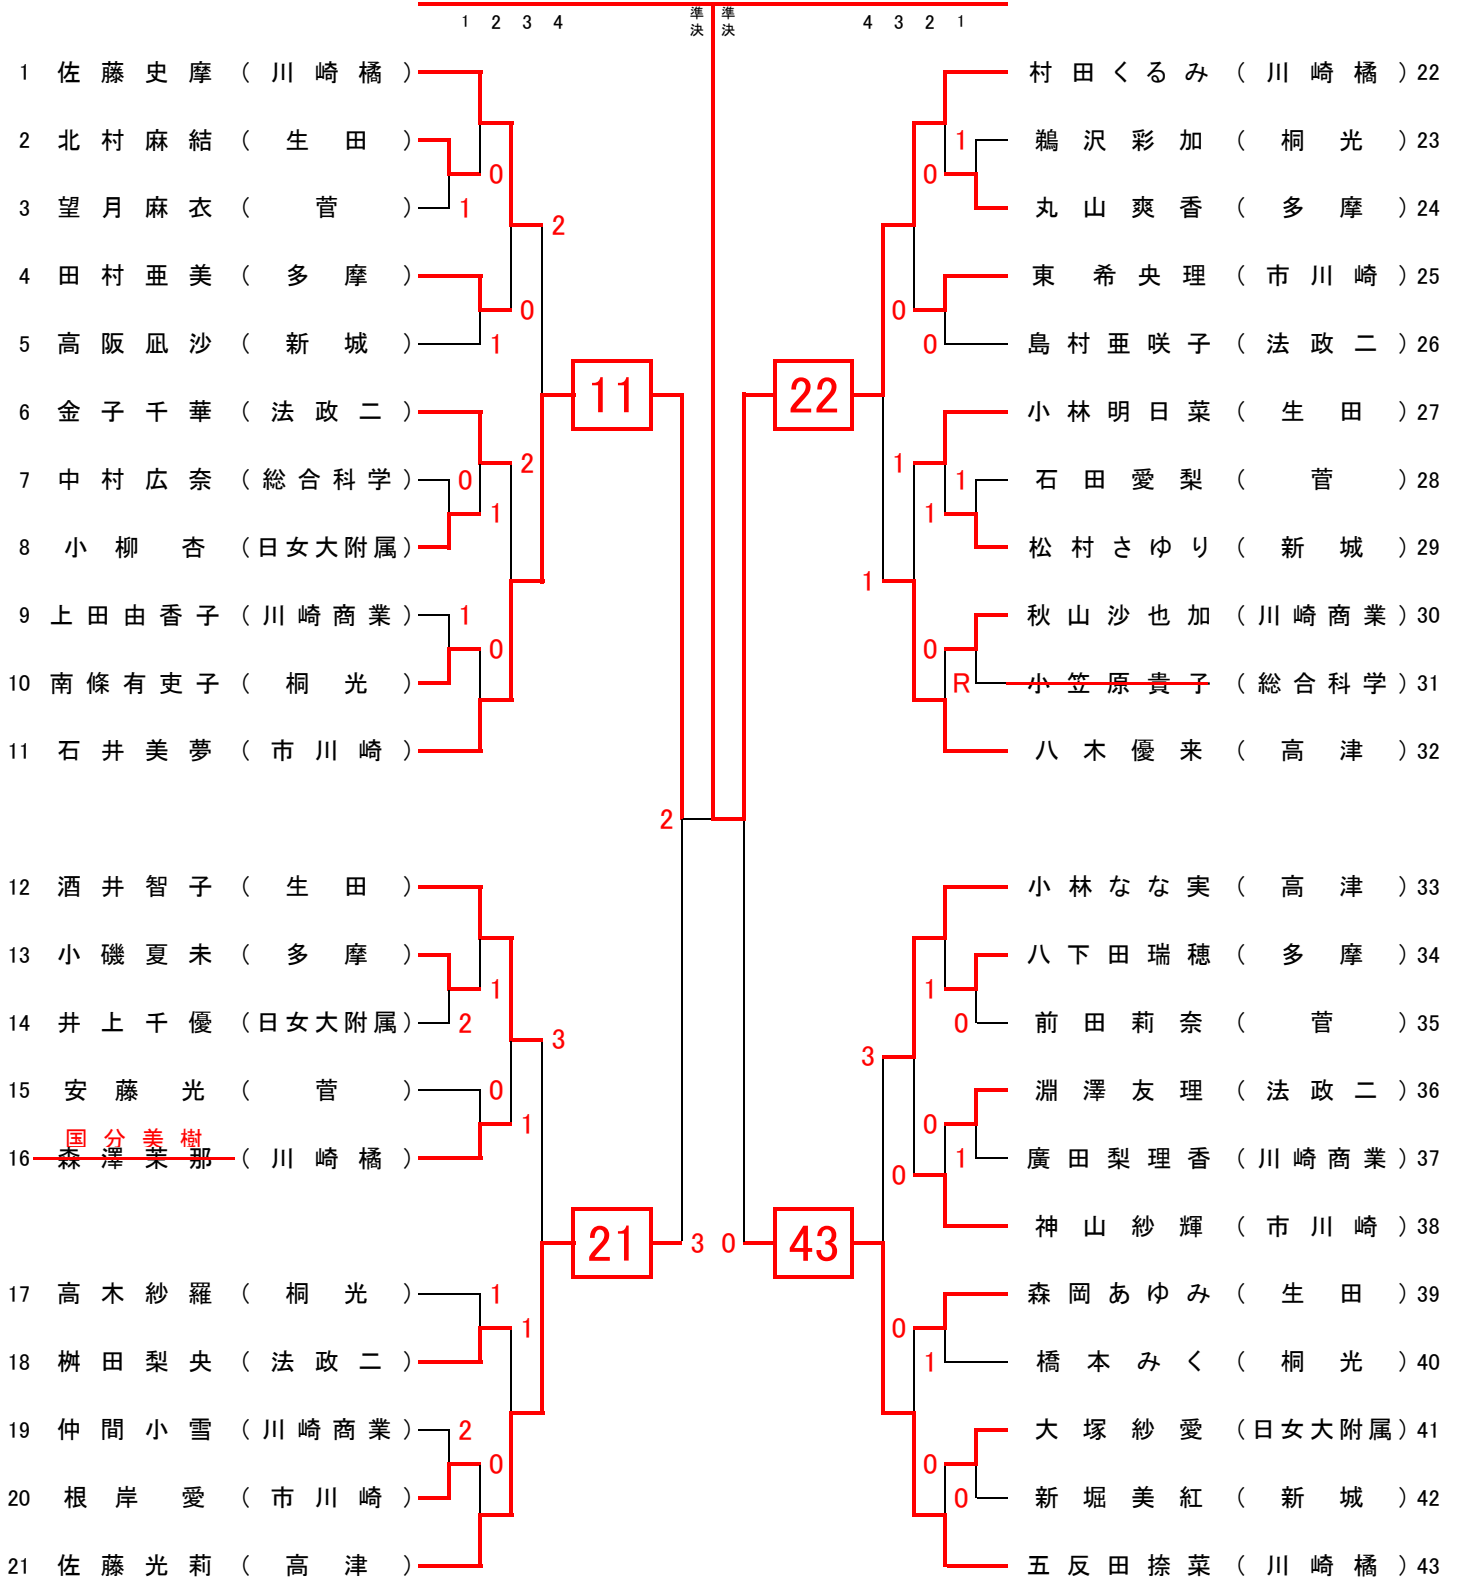 1 2 3 4 準決 準決 4 3 2 1
1 佐藤史摩 (川崎橘)
2 北村麻結 (生田)
0
3 望月麻衣 (菅)
1
2
4 田村亜美 (多摩)
0
5 高阪凪沙 (新城)
1
11
6 金子千華 (法政二)
2
7 中村広奈 (総合科学)
0
1
8 小柳杏 (日女大附属)
9 上田由香子 (川崎商業)
1
0
10 南條有吏子 (桐光)
11 石井美夢 (市川崎)
2
12 酒井智子 (生田)
13 小磯夏未 (多摩)
1
14 井上千優 (日女大附属)
2
3
15 安藤光 (菅)
0
1
国分美樹
16 森澤茉那 (川崎橘)
21
3
17 高木紗羅 (桐光)
1
1
18 桝田梨央 (法政二)
19 仲間小雪 (川崎商業)
2
0
20 根岸愛 (市川崎)
21 佐藤光莉 (高津)
村田くるみ (川崎橘) 22
1
鵜沢彩加 (桐光) 23
0
丸山爽香 (多摩) 24
東希央理 (市川崎) 25
0
0
島村亜咲子 (法政二) 26
22
小林明日菜 (生田) 27
1
1
石田愛梨 (菅) 28
1
松村さゆり (新城) 29
1
秋山沙也加 (川崎商業) 30
0
R
小笠原貴子 (総合科学) 31
八木優来 (高津) 32
小林なな実 (高津) 33
八下田瑞穂 (多摩) 34
1
0
前田莉奈 (菅) 35
3
淵澤友理 (法政二) 36
0
1
廣田梨理香 (川崎商業) 37
0
神山紗輝 (市川崎) 38
0
43
森岡あゆみ (生田) 39
0
1
橋本みく (桐光) 40
大塚紗愛 (日女大附属) 41
0
0
新堀美紅 (新城) 42
五反田捺菜 (川崎橘) 43